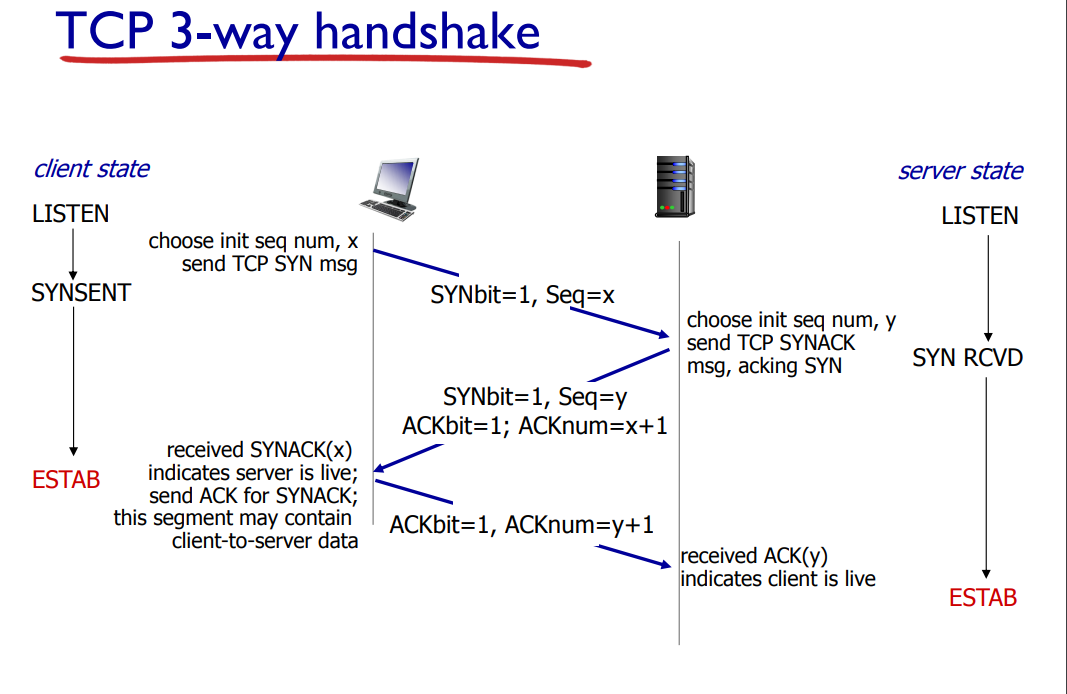 TCP 3-way handshake
client state
server state
LISTEN
LISTEN
choose init seq num, x
send TCP SYN msg
SYNSENT
SYNbit=1, Seq=x
choose init seq num, y
send TCP SYNACK
msg, acking SYN
SYN RCVD
SYNbit=1, Seq=y
ACKbit=1; ACKnum=x+1
received SYNACK(x)
indicates server is live;
send ACK for SYNACK;
this segment may contain
client-to-server data
ESTAB
ACKbit=1, ACKnum=y+1
received ACK(y)
indicates client is live
ESTAB